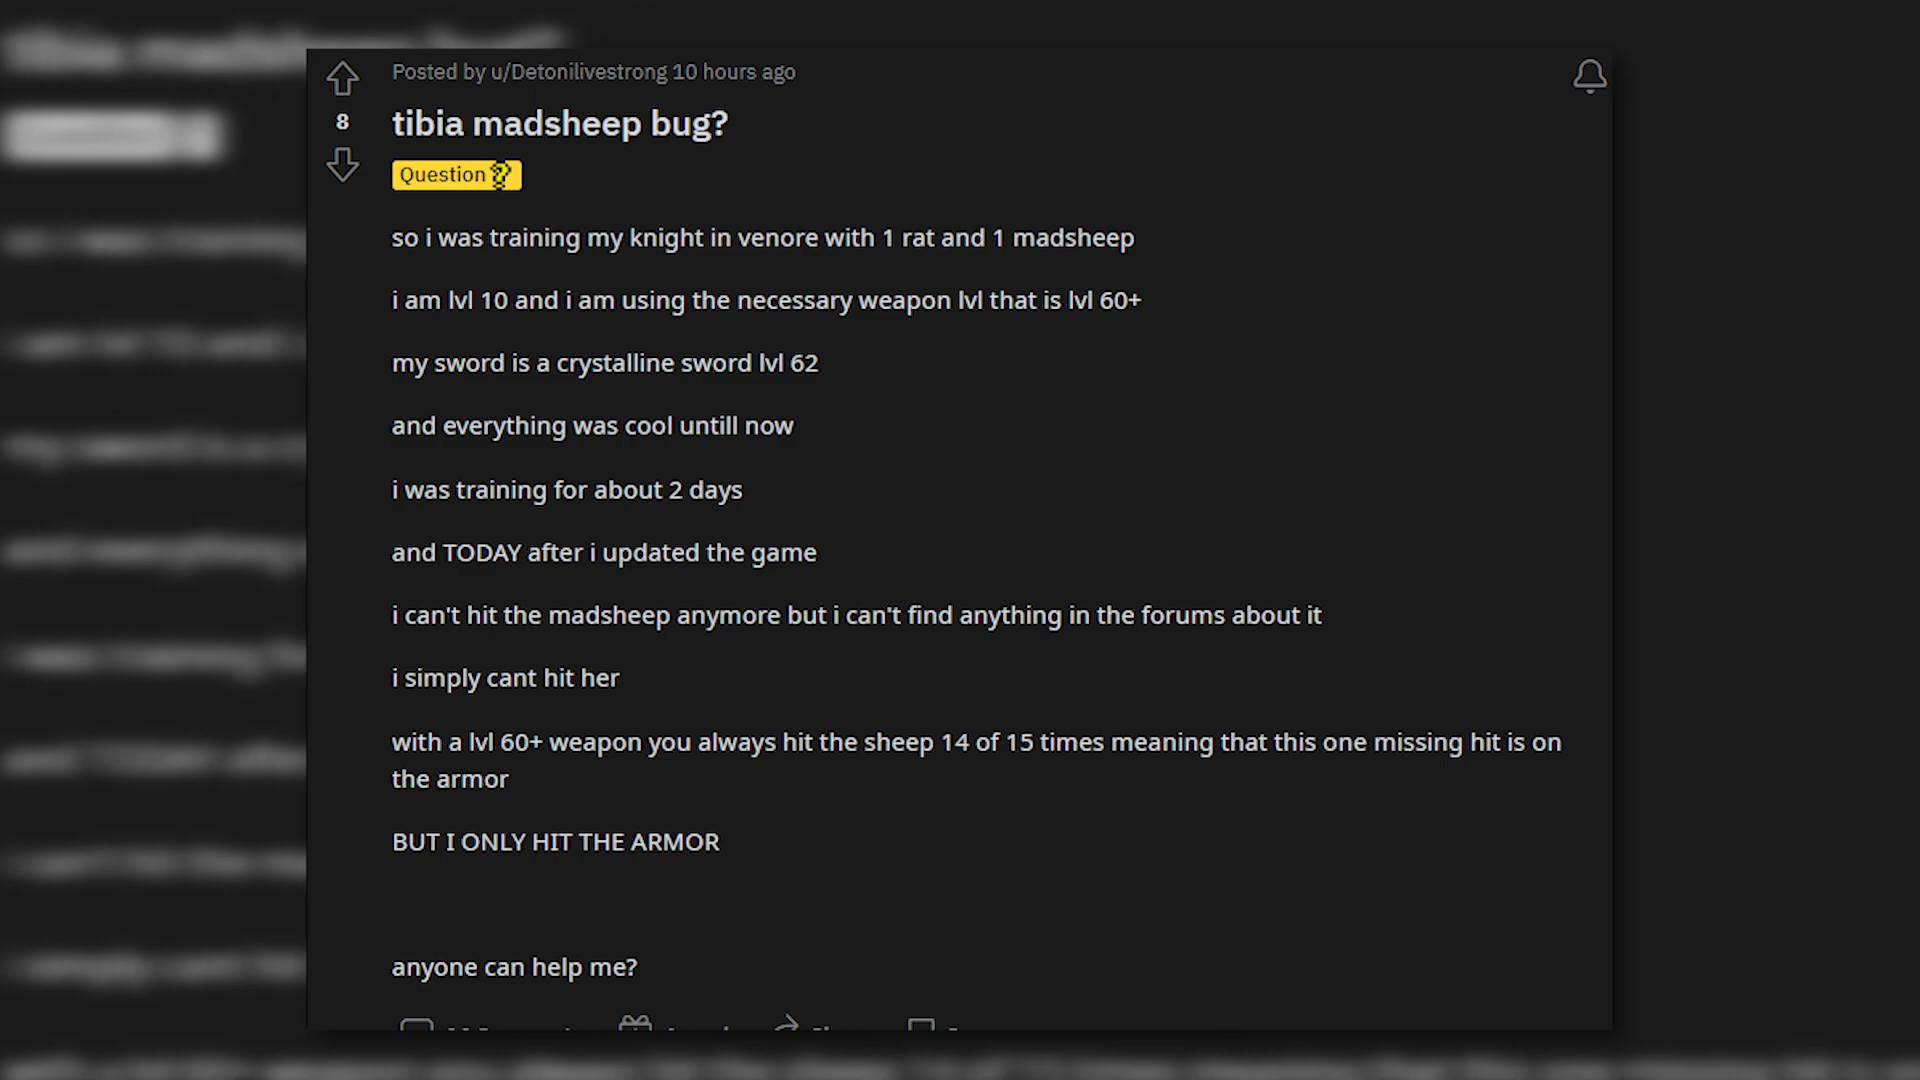 Posted by u/Detonilivestrong 10 hours ago
8
tibia madsheep bug?
Question
so i was training my knight in venore with 1 rat and 1 madsheep
i am lvl 10 and i am using the necessary weapon lvl that is lvl 60+
my sword is a crystalline sword lvl 62
and everything was cool untill now
i was training for about 2 days
and TODAY after i updated the game
i can't hit the madsheep anymore but i can't find anything in the forums about it
i simply cant hit her
with a lvl 60+ weapon you always hit the sheep 14 of 15 times meaning that this one missing hit is on
the armor
BUT I ONLY HIT THE ARMOR
anyone can help me?